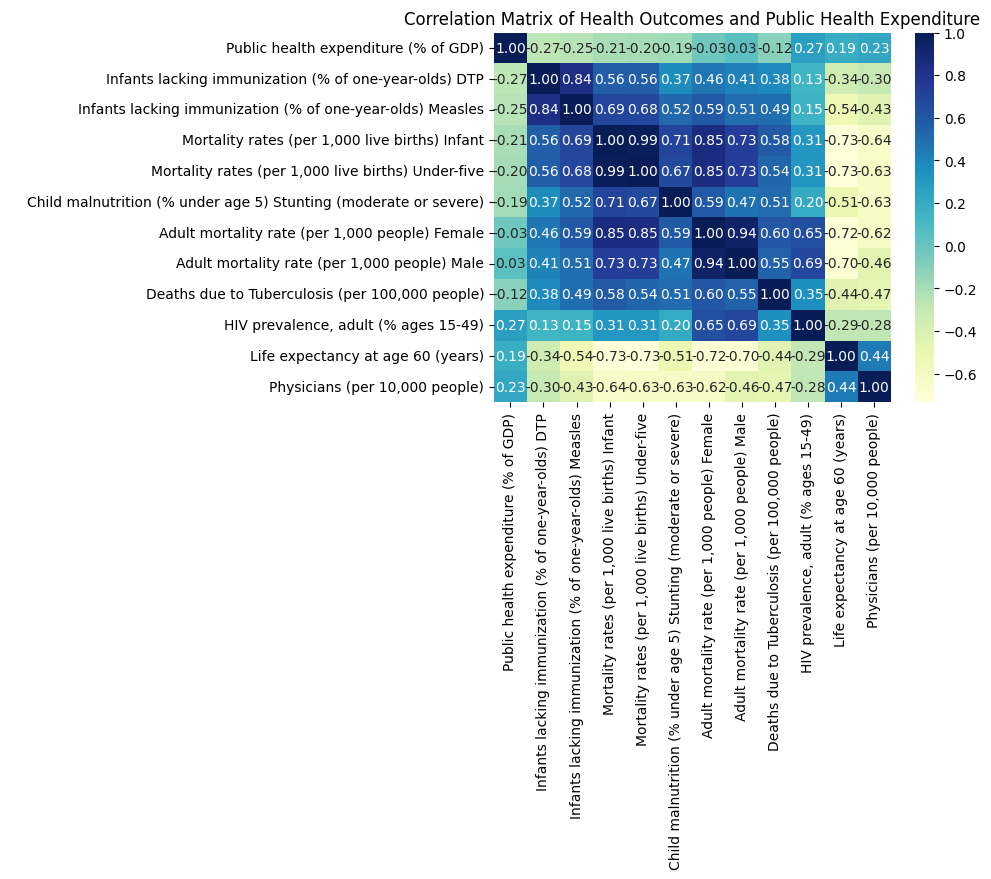 Correlation Matrix of Health Outcomes and Public Health Expenditure
Public health expenditure (% of GDP) 1.00 -0.27 -0.25 -0.21 -0.20 -0.19 -0.03 0.03 -0.12 0.27 0.19 0.23
Infants lacking immunization (% of one-year-olds) DTP -0.27 1.00 0.84 0.56 0.56 0.37 0.46 0.41 0.38 0.13 -0.34 -0.30
Infants lacking immunization (% of one-year-olds) Measles -0.25 0.84 1.00 0.69 0.68 0.52 0.59 0.51 0.49 0.15 -0.54 -0.43
Mortality rates (per 1,000 live births) Infant -0.21 0.56 0.69 1.00 0.99 0.71 0.85 0.73 0.58 0.31 -0.73 -0.64
Mortality rates (per 1,000 live births) Under-five -0.20 0.56 0.68 0.99 1.00 0.67 0.85 0.73 0.54 0.31 -0.73 -0.63
Child malnutrition (% under age 5) Stunting (moderate or severe) -0.19 0.37 0.52 0.71 0.67 1.00 0.59 0.47 0.51 0.20 -0.51 -0.63
Adult mortality rate (per 1,000 people) Female -0.03 0.46 0.59 0.85 0.85 0.59 1.00 0.94 0.60 0.65 -0.72 -0.62
Adult mortality rate (per 1,000 people) Male 0.03 0.41 0.51 0.73 0.73 0.47 0.94 1.00 0.55 0.69 -0.70 -0.46
Deaths due to Tuberculosis (per 100,000 people) -0.12 0.38 0.49 0.58 0.54 0.51 0.60 0.55 1.00 0.35 -0.44 -0.47
HIV prevalence, adult (% ages 15-49) 0.27 0.13 0.15 0.31 0.31 0.20 0.65 0.69 0.35 1.00 -0.29 -0.28
Life expectancy at age 60 (years) 0.19 -0.34 -0.54 -0.73 -0.73 -0.51 -0.72 -0.70 -0.44 -0.29 1.00 0.44
Physicians (per 10,000 people) 0.23 -0.30 -0.43 -0.64 -0.63 -0.63 -0.62 -0.46 -0.47 -0.28 0.44 1.00
Public health expenditure (% of GDP)
Infants lacking immunization (% of one-year-olds) DTP
Infants lacking immunization (% of one-year-olds) Measles
Mortality rates (per 1,000 live births) Infant
Mortality rates (per 1,000 live births) Under-five
Child malnutrition (% under age 5) Stunting (moderate or severe)
Adult mortality rate (per 1,000 people) Female
Adult mortality rate (per 1,000 people) Male
Deaths due to Tuberculosis (per 100,000 people)
HIV prevalence, adult (% ages 15-49)
Life expectancy at age 60 (years)
Physicians (per 10,000 people)
1.0
0.8
0.6
0.4
0.2
0.0
−0.2
−0.4
−0.6